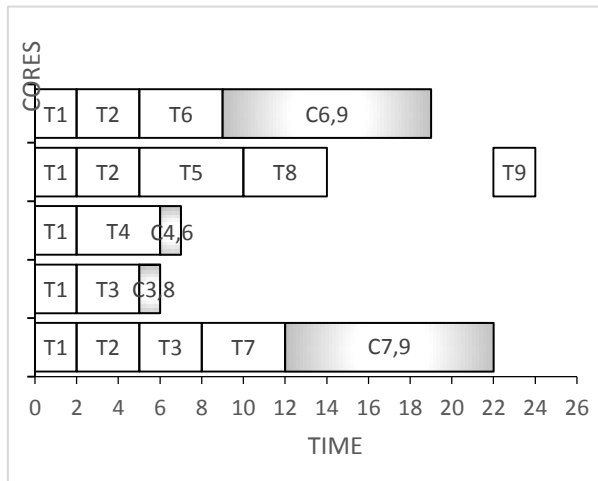 CORES
T1 T2 T6 C6,9
T1 T2 T5 T8 T9
T1 T4 C4,6
T1 T3 C3,8
T1 T2 T3 T7 C7,9
0 2 4 6 8 10 12 14 16 18 20 22 24 26
TIME